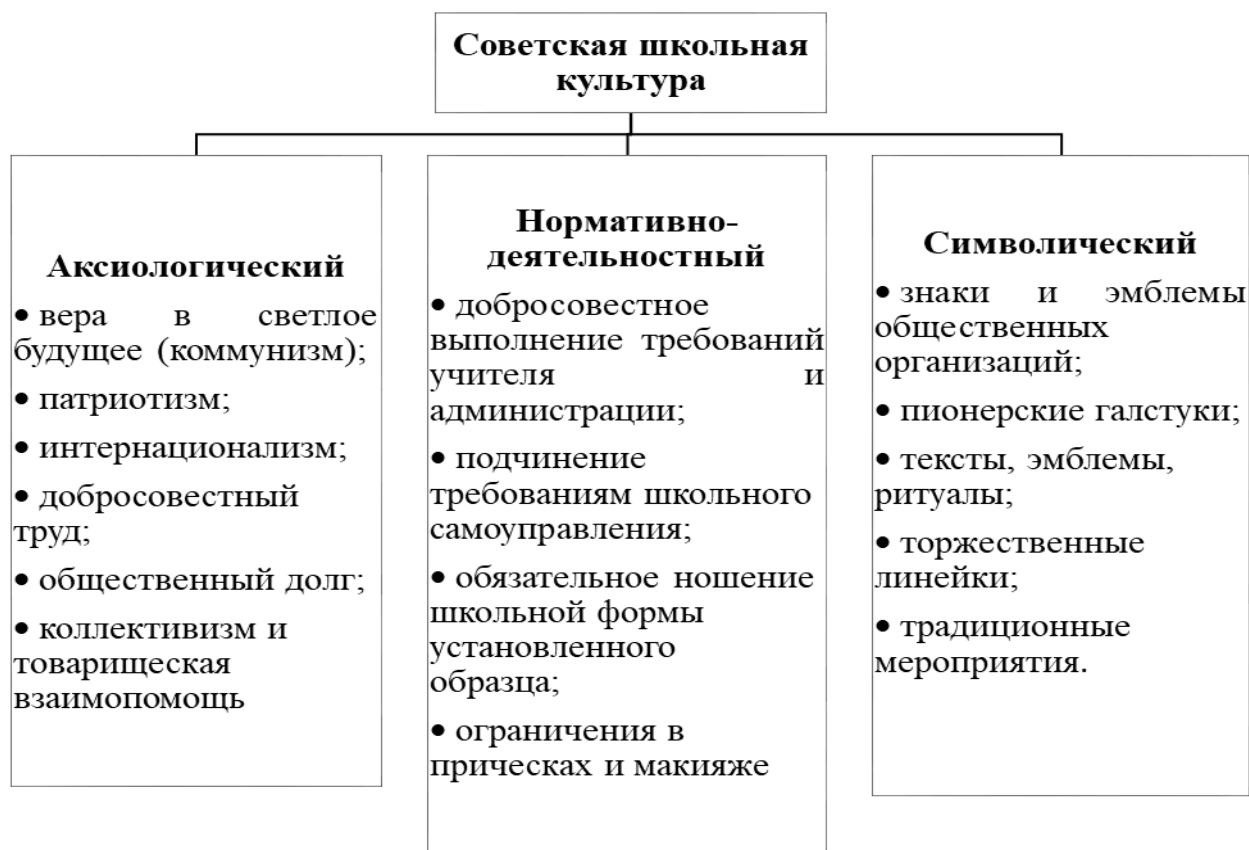 Советская школьная
культура
Аксиологический
• вера в светлое
будущее (коммунизм);
• патриотизм;
• интернационализм;
• добросовестный
труд;
• общественный долг;
• коллективизм и
товарищеская
взаимопомощь
Нормативно-
деятельностный
• добросовестное
выполнение требований
учителя и
администрации;
• подчинение
требованиям школьного
самоуправления;
• обязательное ношение
школьной формы
установленного
образца;
• ограничения в
прическах и макияже
Символический
• знаки и эмблемы
общественных
организаций;
• пионерские галстуки;
• тексты, эмблемы,
ритуалы;
• торжественные
линейки;
• традиционные
мероприятия.